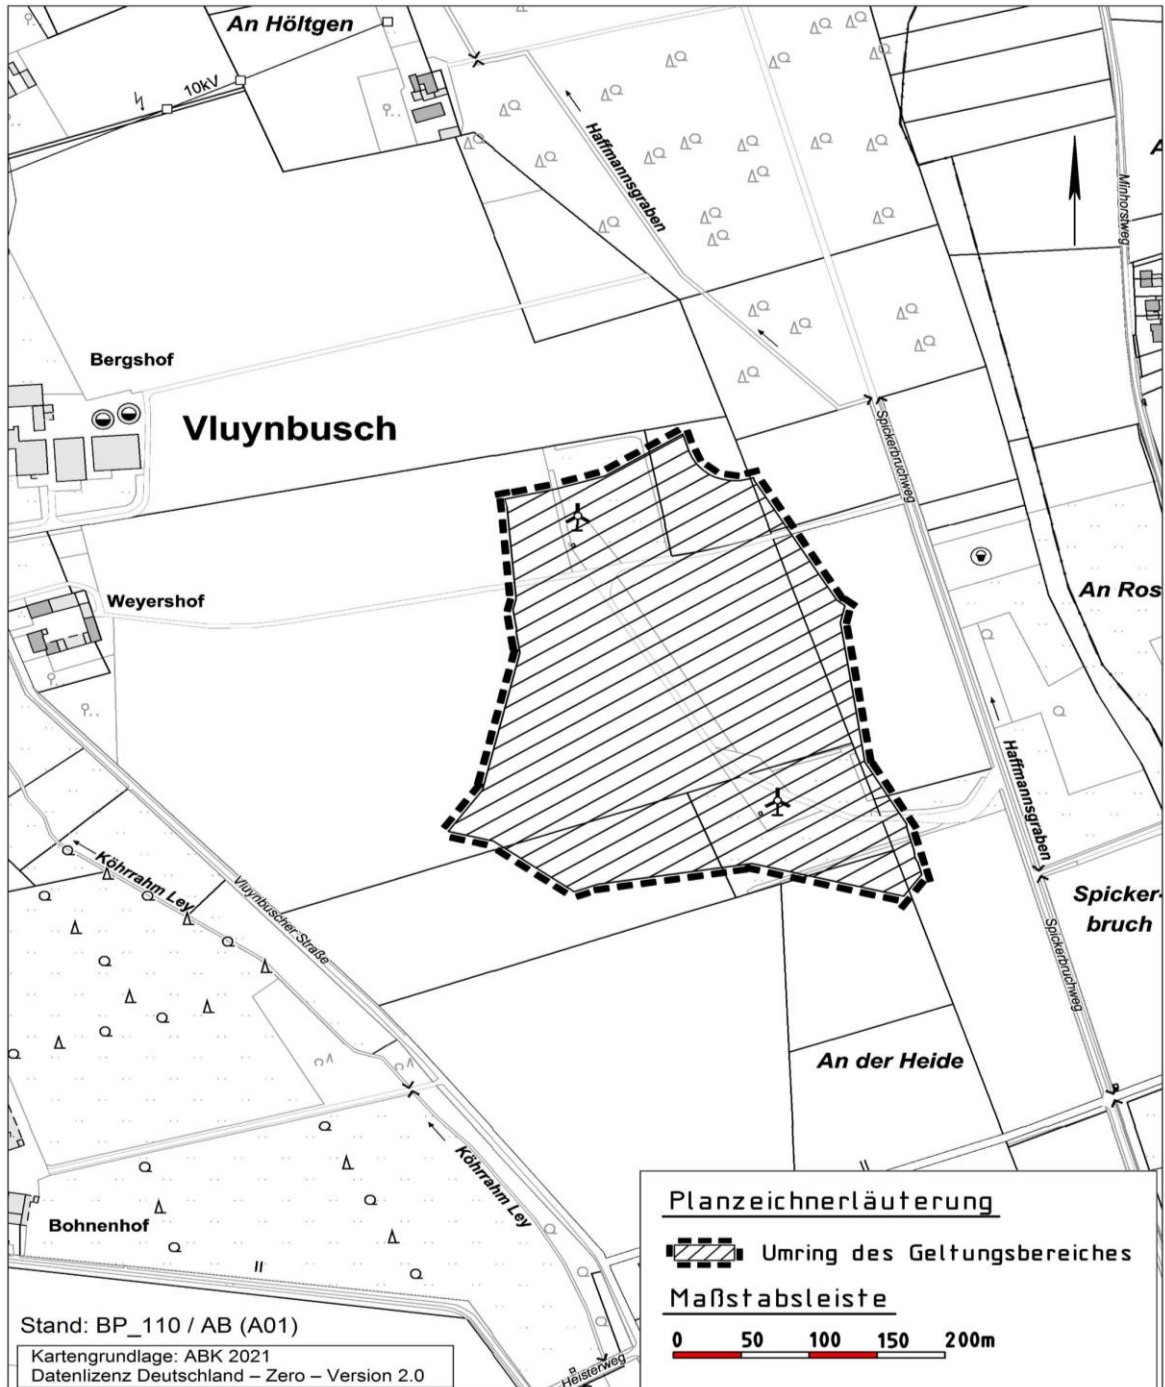 An Höltgen
10kV
Haffmannsgraben
Minhorstweg
A
Bergshof
Vluynbusch
Spickerbruchweg
Weyershof
An Ros
Haffmannsgraben
Köhrrahm Ley
Vluynbuscher Straße
Spicker-
bruch
Spickerbruchweg
An der Heide
Köhrrahm Ley
Bohnenhof
Heisterweg
Planzeichnerläuterung
Umring des Geltungsbereiches
Maßstabsleiste
0 50 100 150 200m
Stand: BP_110 / AB (A01)
Kartengrundlage: ABK 2021
Datenlizenz Deutschland – Zero – Version 2.0